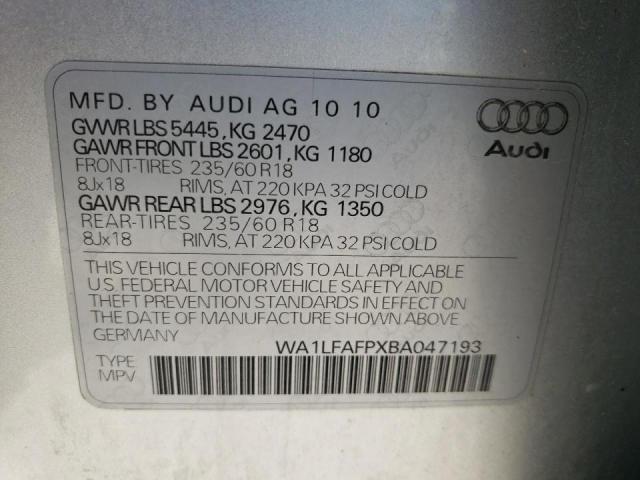 MFD. BY AUDI AG 10 10
GVWR LBS 5445, KG 2470
GAWR FRONT LBS 2601, KG 1180
FRONT-TIRES 235/60 R18
8Jx18 RIMS, AT 220 KPA 32 PSI COLD
GAWR REAR LBS 2976, KG 1350
REAR-TIRES 235/60 R18
8Jx18 RIMS, AT 220 KPA 32 PSI COLD
Audi
THIS VEHICLE CONFORMS TO ALL APPLICABLE
U.S. FEDERAL MOTOR VEHICLE SAFETY AND
THEFT PREVENTION STANDARDS IN EFFECT ON
THE DATE OF MANUFACTURE SHOWN ABOVE.
GERMANY WA1LFAFPXBA047193
TYPE
MPV